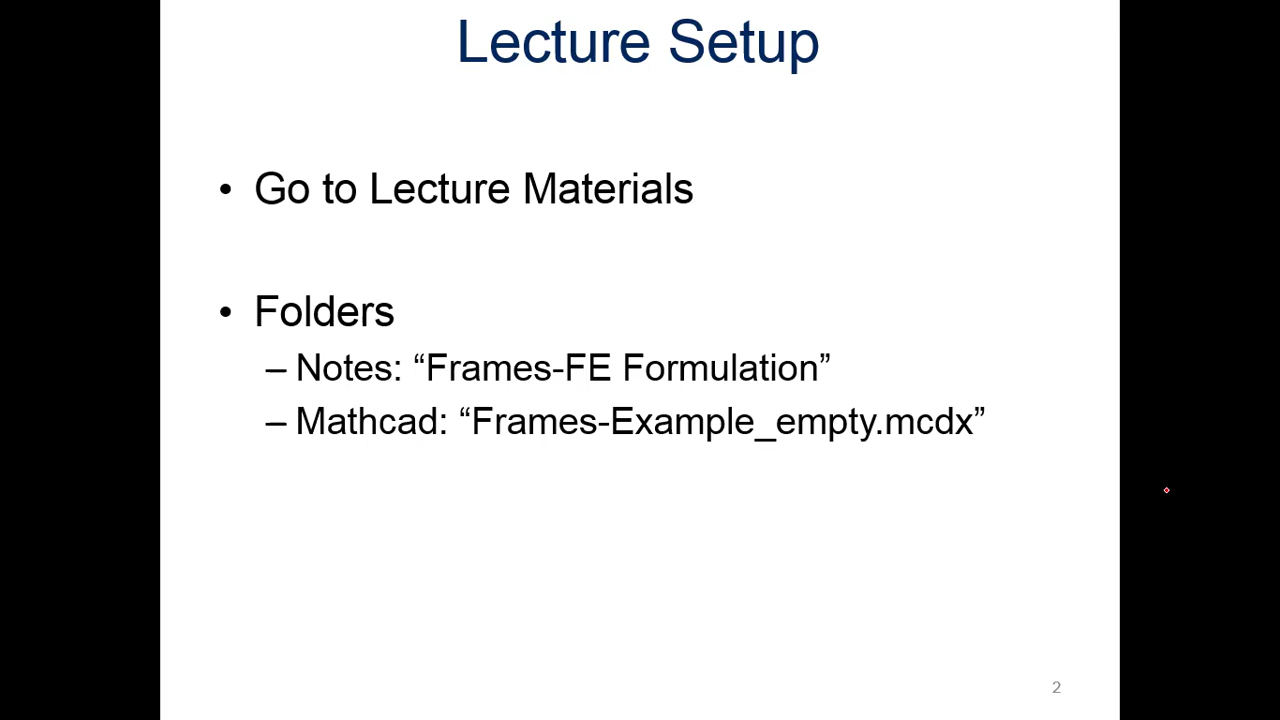 Lecture Setup
• Go to Lecture Materials
• Folders
– Notes: “Frames-FE Formulation”
– Mathcad: “Frames-Example_empty.mcdx”
2